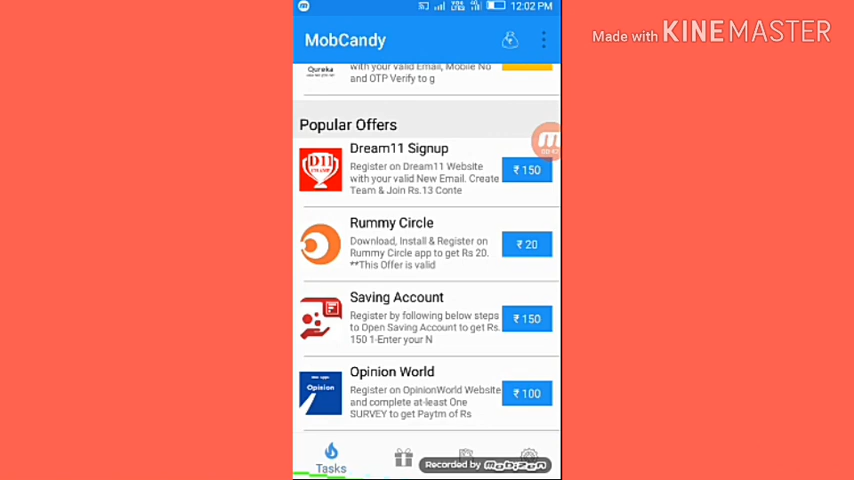 12:02 PM
Made with KINEMASTER
MobCandy
Qureka
with your valid Email, Mobile No
and OTP Verify to g
Popular Offers
Dream11 Signup
Register on Dream11 Website
with your valid New Email. Create
Team & Join Rs.13 Conte
₹ 150
Rummy Circle
Download, Install & Register on
Rummy Circle app to get Rs 20.
**This Offer is valid
₹ 20
Saving Account
Register by following below steps
to Open Saving Account to get Rs.
150 1-Enter your N
₹ 150
Opinion World
Opinion
Register on OpinionWorld Website
and complete at-least One
SURVEY to get Paytm of Rs
₹ 100
Tasks
Recorded by Mobizen